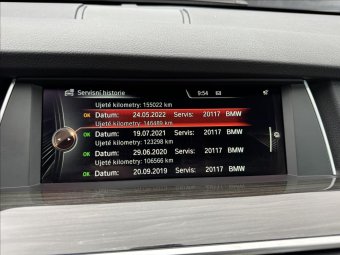 Servisní historie 9:54
Ujeté kilometry: 155022 km
OK Datum: 24.05.2022 Servis: 20117 BMW
Ujeté kilometry: 146489 km
OK Datum: 19.07.2021 Servis: 20117 BMW
Ujeté kilometry: 123298 km
OK Datum: 29.06.2020 Servis: 20117 BMW
Ujeté kilometry: 106566 km
OK Datum: 20.09.2019 Servis: 20117 BMW